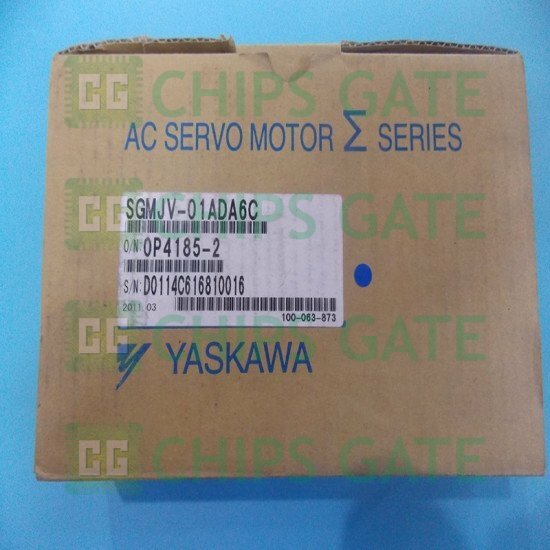 CG CHIPS GATE
AC SERVO MOTOR Σ SERIES
CG CHIPS GATE
SGMJV-01ADA6C
O/N: OP4185-2
S/N: D0114C616810016
2011.03
100-063-873
CG CHIPS GATE
YASKAWA
CG CHIPS GATE